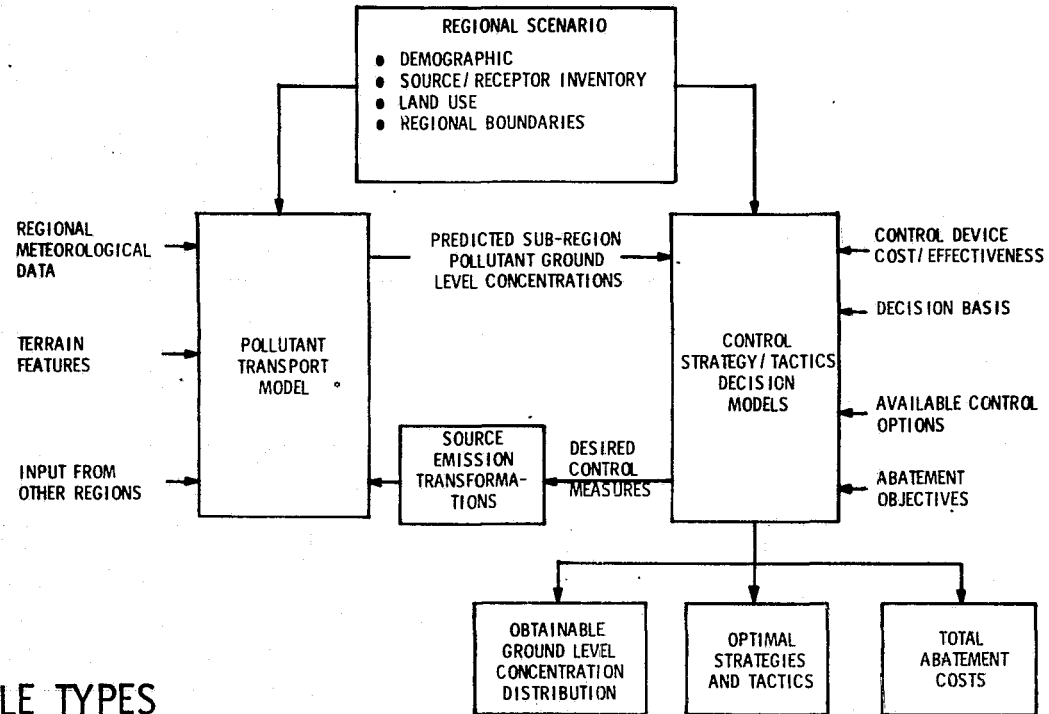 REGIONAL SCENARIO
● DEMOGRAPHIC
● SOURCE/RECEPTOR INVENTORY
● LAND USE
● REGIONAL BOUNDARIES
REGIONAL
METEOROLOGICAL
DATA
TERRAIN
FEATURES
INPUT FROM
OTHER REGIONS
POLLUTANT
TRANSPORT
MODEL
PREDICTED SUB-REGION
POLLUTANT GROUND
LEVEL CONCENTRATIONS
SOURCE
EMISSION
TRANSFORMA-
TIONS
DESIRED
CONTROL
MEASURES
CONTROL
STRATEGY/TACTICS
DECISION
MODELS
CONTROL DEVICE
COST/EFFECTIVENESS
DECISION BASIS
AVAILABLE CONTROL
OPTIONS
ABATEMENT
OBJECTIVES
OBTAINABLE
GROUND LEVEL
CONCENTRATION
DISTRIBUTION
OPTIMAL
STRATEGIES
AND TACTICS
TOTAL
ABATEMENT
COSTS
LE TYPES